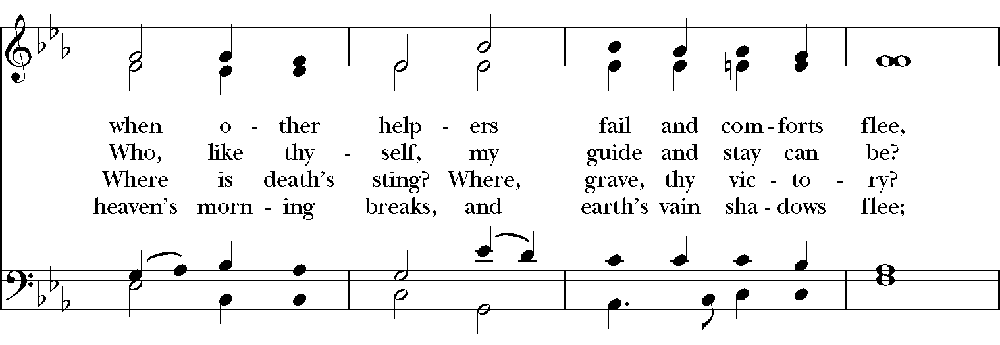 when o - ther help - ers fail and com - forts flee,
Who, like thy - self, my guide and stay can be?
Where is death's sting? Where, grave, thy vic - to - ry?
heaven's morn - ing breaks, and earth's vain sha - dows flee;